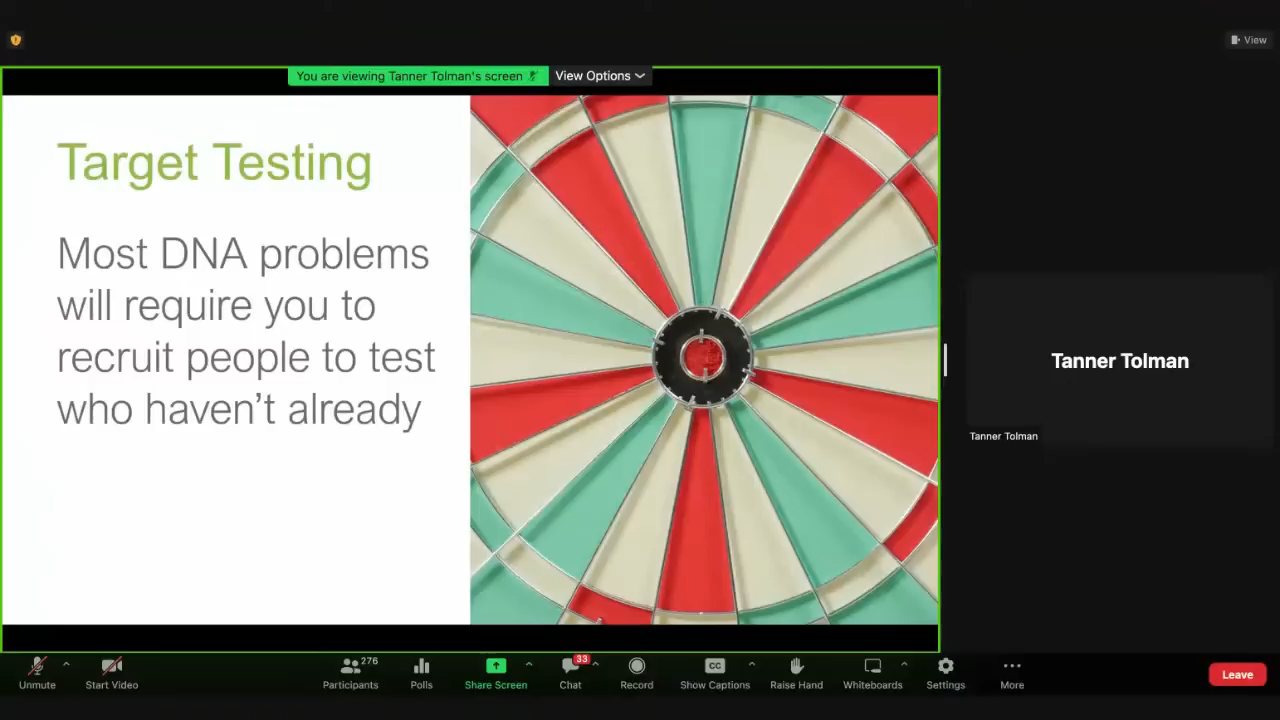 View
You are viewing Tanner Tolman's screen
View Options
Target Testing
Most DNA problems
will require you to
recruit people to test
who haven't already
Tanner Tolman
Tanner Tolman
Unmute
Start Video
276
Participants
Polls
Share Screen
33
Chat
Record
CC
Show Captions
Raise Hand
Whiteboards
Settings
More
Leave